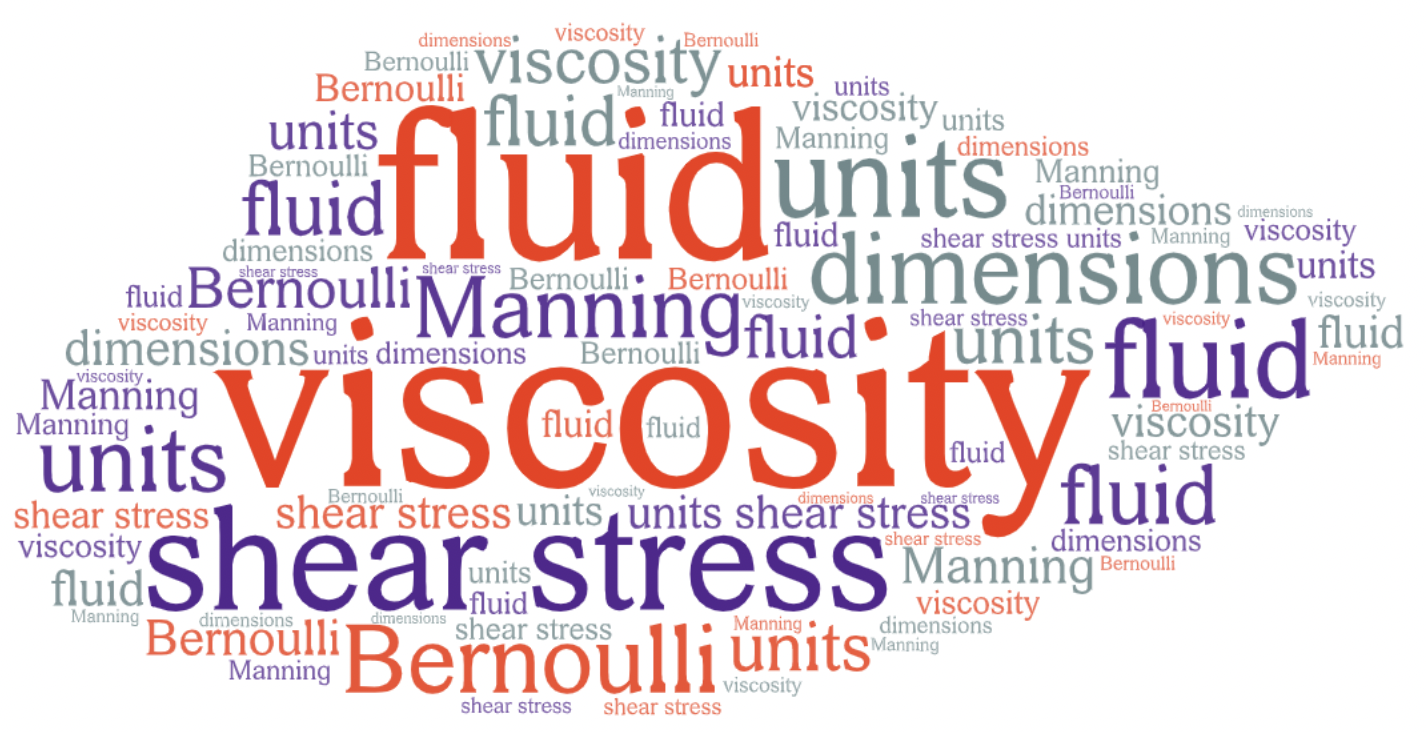 dimensions viscosity Bernoulli
Bernoulli viscosity units
Bernoulli Manning units
units fluid fluid viscosity units
fluid dimensions Manning dimensions
Bernoulli units Manning
fluid Bernoulli
dimensions dimensions
dimensions fluid shear stress units Manning viscosity
shear stress shear stress Bernoulli Bernoulli dimensions units
fluid Bernoulli Manning viscosity viscosity
viscosity Manning fluid shear stress units fluid viscosity fluid
dimensions units dimensions Bernoulli Manning
viscosity
Manning viscosity Bernoulli
Manning fluid fluid viscosity
units fluid shear stress
Bernoulli viscosity dimensions shear stress fluid
shear stress shear stress units units shear stress
viscosity shear stress shear stress dimensions
fluid units Manning Bernoulli
Manning fluid viscosity
dimensions dimensions shear stress Manning dimensions
Bernoulli Bernoulli units Manning
Manning viscosity
shear stress shear stress